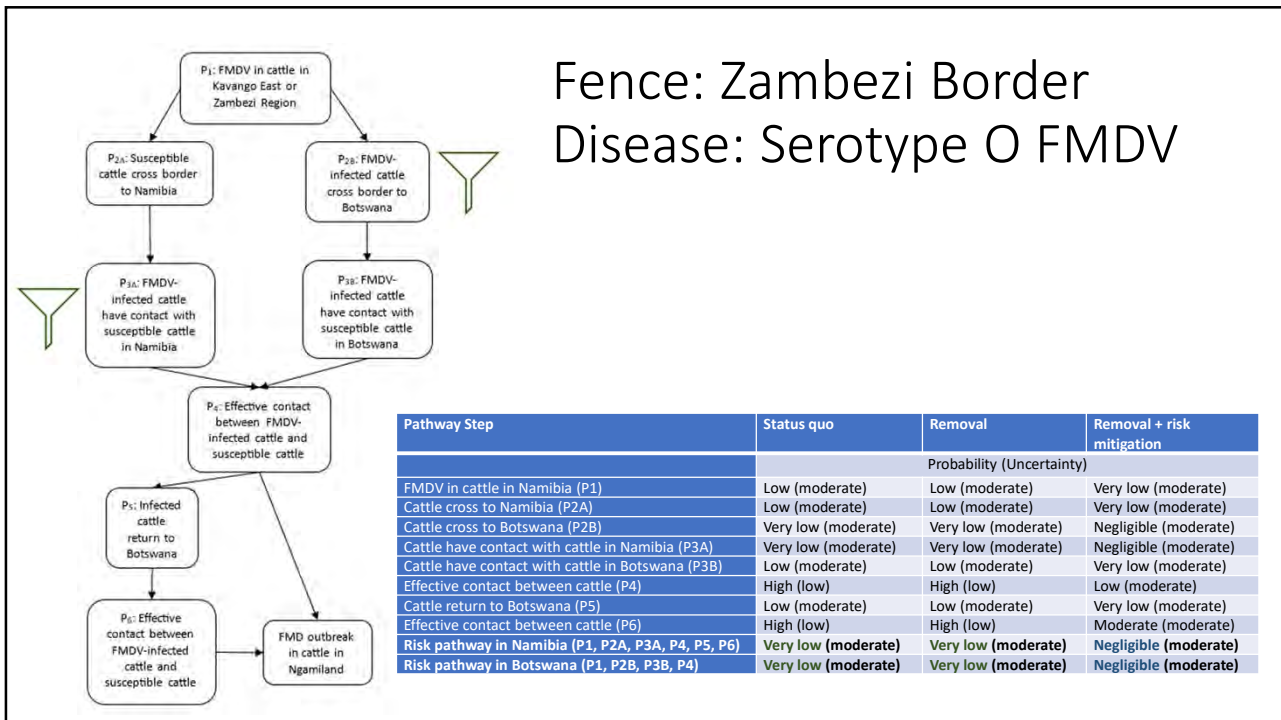 Fence: Zambezi Border
Disease: Serotype O FMDV
P1: FMDV in cattle in
Kavango East or
Zambezi Region
P2A: Susceptible
cattle cross border
to Namibia
P2B: FMDV-
infected cattle
cross border to
Botswana
P3A: FMDV-
infected cattle
have contact with
susceptible cattle
in Namibia
P3B: FMDV-
infected cattle
have contact with
susceptible cattle
in Botswana
P4: Effective contact
between FMDV-
infected cattle and
susceptible cattle
P5: Infected
cattle
return to
Botswana
P6: Effective
contact between
FMDV-infected
cattle and
susceptible cattle
FMD outbreak
in cattle in
Ngamiland
Pathway Step Status quo Removal Removal + risk
mitigation
Probability (Uncertainty)
FMDV in cattle in Namibia (P1) Low (moderate) Low (moderate) Very low (moderate)
Cattle cross to Namibia (P2A) Low (moderate) Low (moderate) Very low (moderate)
Cattle cross to Botswana (P2B) Very low (moderate) Very low (moderate) Negligible (moderate)
Cattle have contact with cattle in Namibia (P3A) Very low (moderate) Very low (moderate) Negligible (moderate)
Cattle have contact with cattle in Botswana (P3B) Low (moderate) Low (moderate) Very low (moderate)
Effective contact between cattle (P4) High (low) High (low) Low (moderate)
Cattle return to Botswana (P5) Low (moderate) Low (moderate) Very low (moderate)
Effective contact between cattle (P6) High (low) High (low) Moderate (moderate)
Risk pathway in Namibia (P1, P2A, P3A, P4, P5, P6) Very low (moderate) Very low (moderate) Negligible (moderate)
Risk pathway in Botswana (P1, P2B, P3B, P4) Very low (moderate) Very low (moderate) Negligible (moderate)